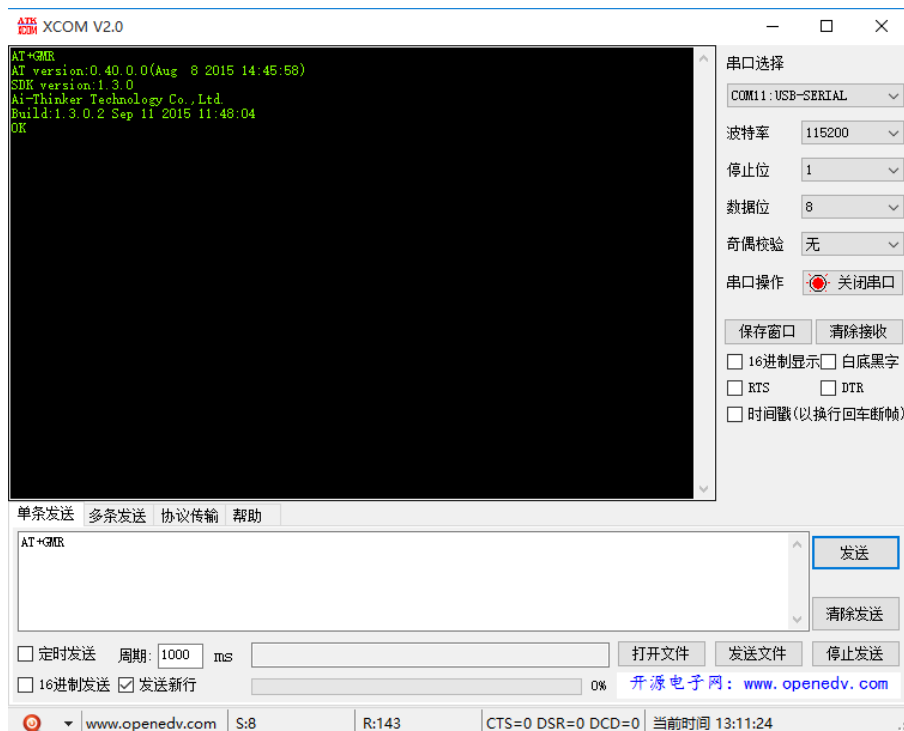 ATK XCOM XCOM V2.0
AT+GMR
AT version:0.40.0.0(Aug  8 2015 14:45:58)
SDK version:1.3.0
Ai-Thinker Technology Co.,Ltd.
Build:1.3.0.2 Sep 11 2015 11:48:04
OK
串口选择
COM11:USB-SERIAL
波特率 115200
停止位 1
数据位 8
奇偶校验 无
串口操作 关闭串口
保存窗口 清除接收
16进制显示 白底黑字
RTS DTR
时间戳(以换行回车断帧)
单条发送 多条发送 协议传输 帮助
AT+GMR
发送
清除发送
定时发送 周期: 1000 ms 打开文件 发送文件 停止发送
16进制发送 发送新行 0% 开源电子网: www.openedv.com
www.openedv.com S:8 R:143 CTS=0 DSR=0 DCD=0 当前时间 13:11:24